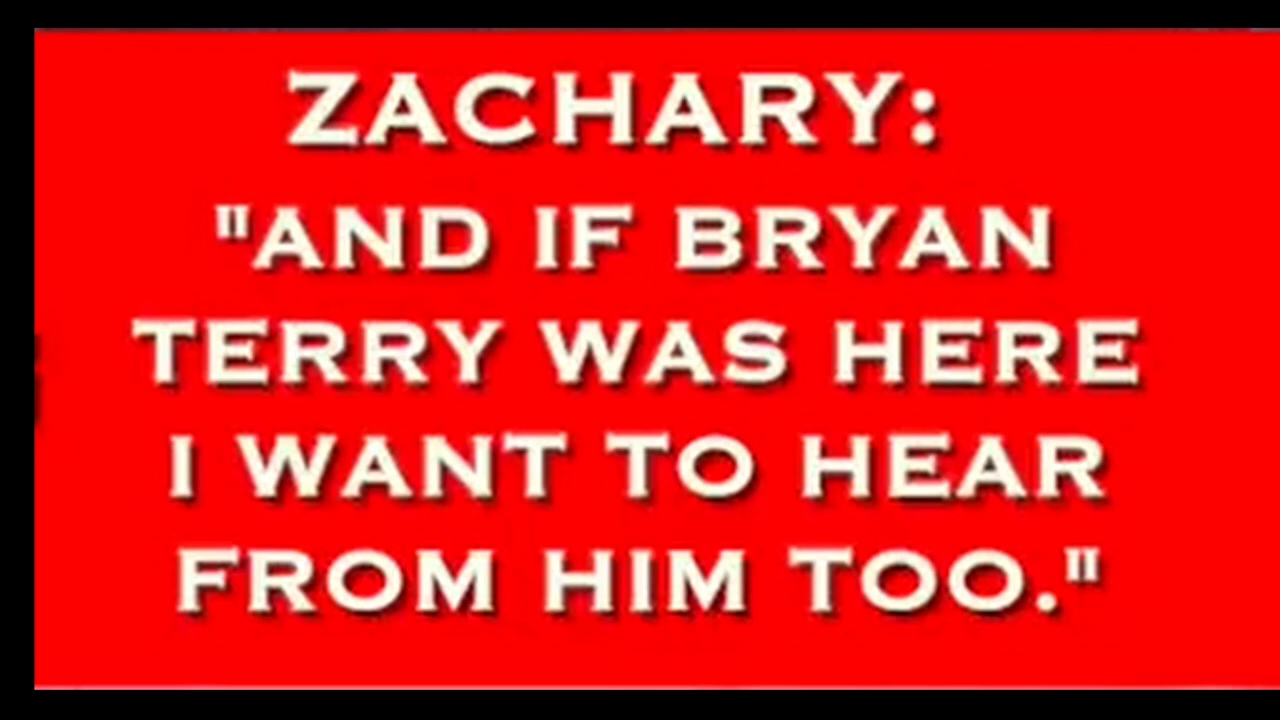 ZACHARY:
"AND IF BRYAN
TERRY WAS HERE
I WANT TO HEAR
FROM HIM TOO."